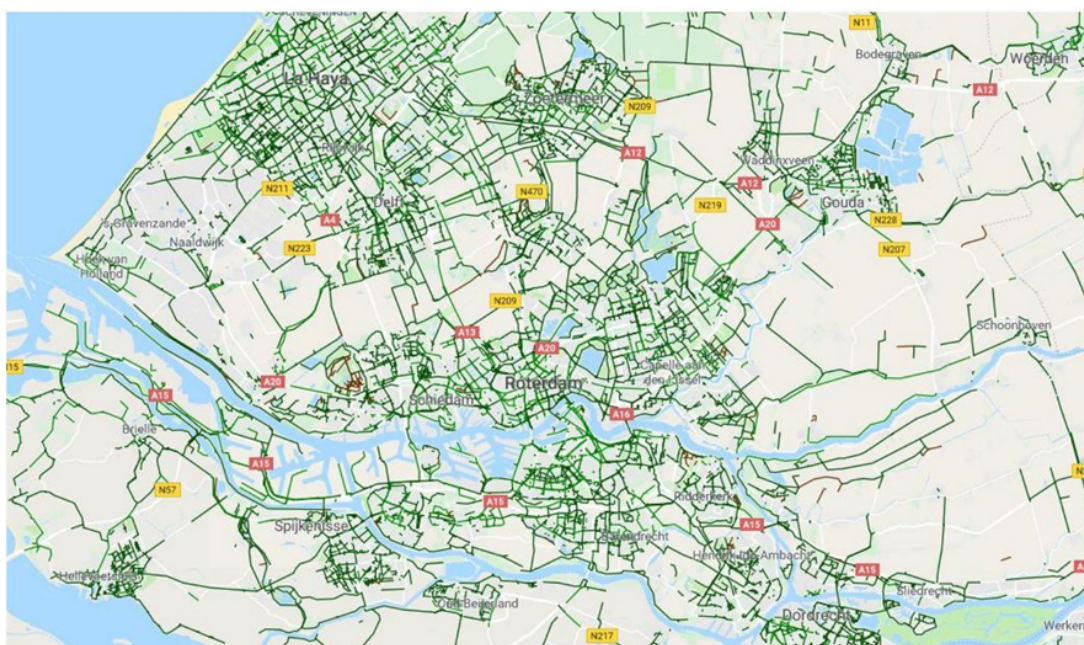 SCHEVENINGEN
N11
Bodegraven
Woerden
La Haya
A12
Zoetermeer
N209
Rijswijk
A12
Waddinxveen
N211
N470
A12
Delft
N219
Gouda
A4
A20
N228
's-Gravenzande
Naaldwijk
N223
N207
Hoek van
Holland
N209
A13
Schoonhoven
A20
N15
Capelle aan
den IJssel
A20
Roterdam
A15
Schiedam
A16
Brielle
A15
N57
A15
Ridderkerk
Spijkenisse
A15
Barendrecht
Hendrik-Ido-Ambacht
A15
Hellevoetsluis
Sliedrecht
Oud-Beijerland
Dordrecht
N217
Werken